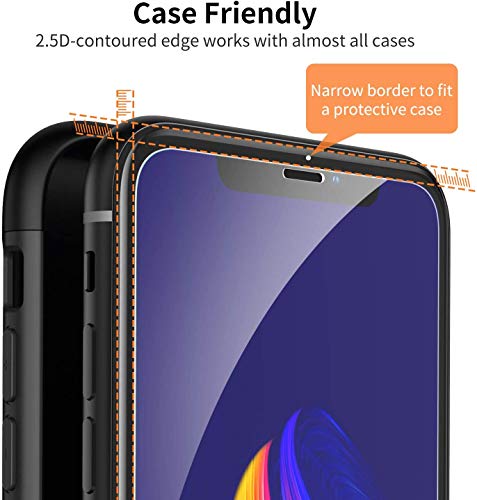 Case Friendly
2.5D-contoured edge works with almost all cases
Narrow border to fit
a protective case